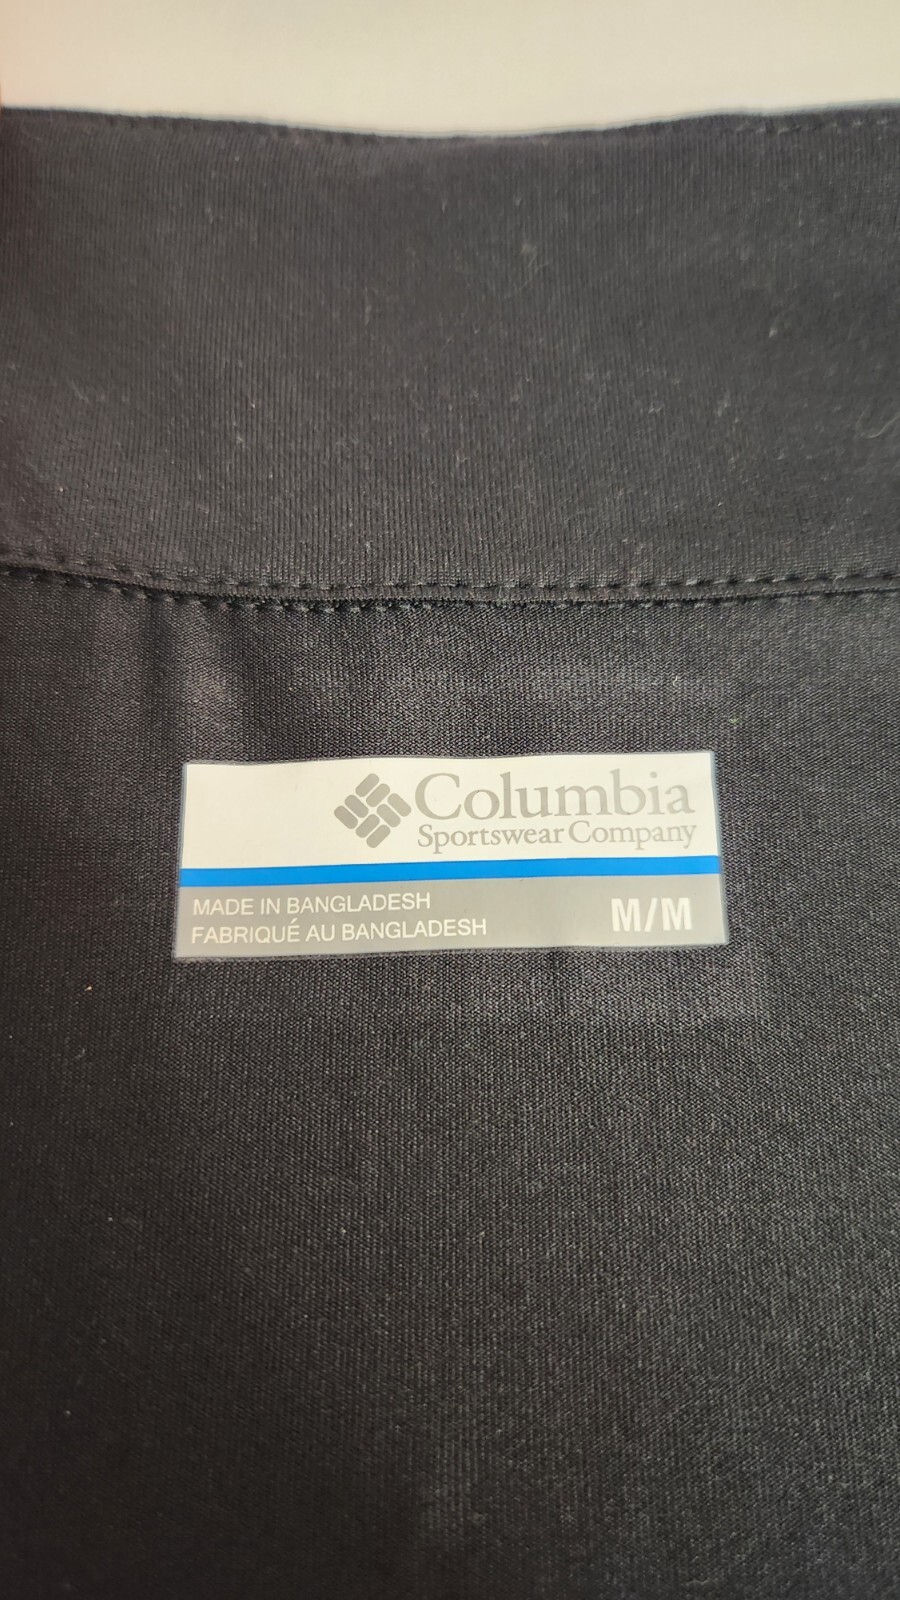 Columbia
Sportswear Company
MADE IN BANGLADESH
FABRIQUÉ AU BANGLADESH
M/M